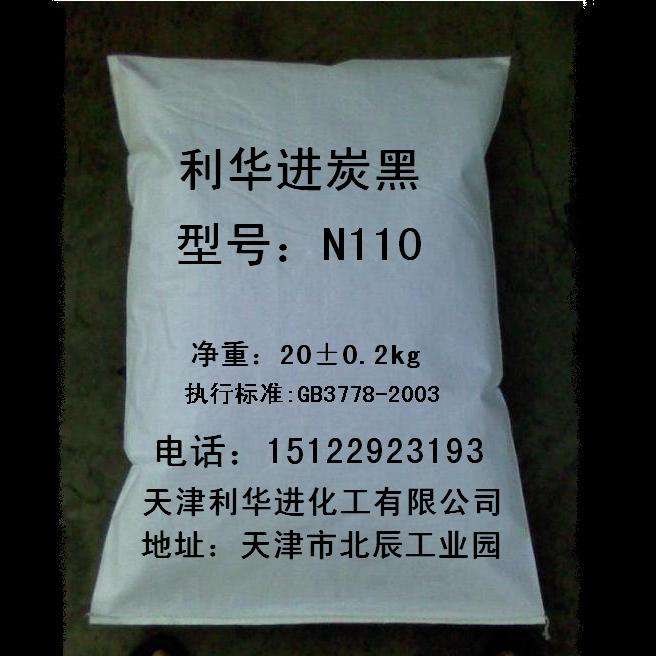 利华进炭黑
型号：N110
净重：20±0.2kg
执行标准:GB3778-2003
电话：15122923193
天津利华进化工有限公司
地址：天津市北辰工业园